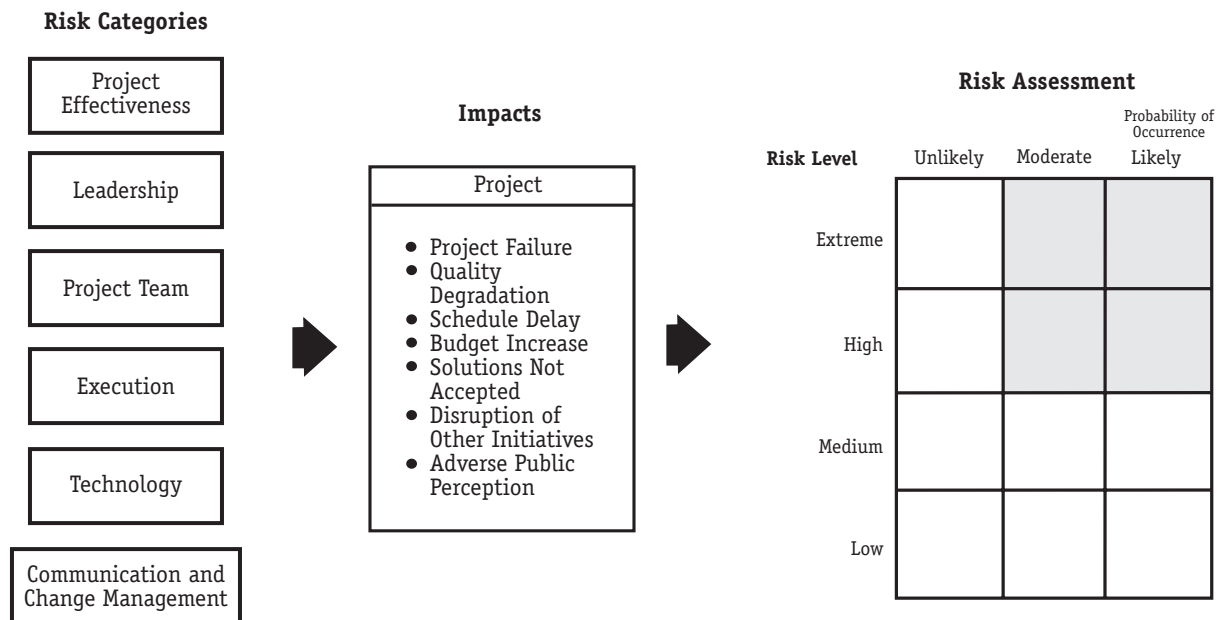 Risk Categories
Project
Effectiveness
Leadership
Project Team
Execution
Technology
Communication and
Change Management
Impacts
Project
• Project Failure
• Quality
Degradation
• Schedule Delay
• Budget Increase
• Solutions Not
Accepted
• Disruption of
Other Initiatives
• Adverse Public
Perception
Risk Assessment
Probability of
Occurrence
Risk Level Unlikely Moderate Likely
Extreme
High
Medium
Low